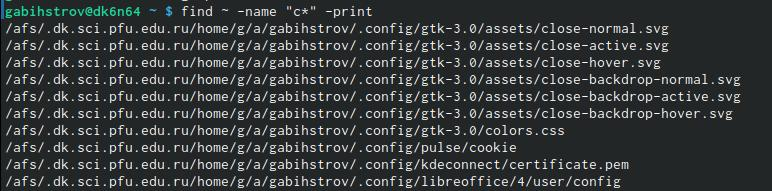 gabihstrov@dk6n64 ~ $ find ~ -name "c*" -print
/afs/.dk.sci.pfu.edu.ru/home/g/a/gabihstrov/.config/gtk-3.0/assets/close-normal.svg
/afs/.dk.sci.pfu.edu.ru/home/g/a/gabihstrov/.config/gtk-3.0/assets/close-active.svg
/afs/.dk.sci.pfu.edu.ru/home/g/a/gabihstrov/.config/gtk-3.0/assets/close-hover.svg
/afs/.dk.sci.pfu.edu.ru/home/g/a/gabihstrov/.config/gtk-3.0/assets/close-backdrop-normal.svg
/afs/.dk.sci.pfu.edu.ru/home/g/a/gabihstrov/.config/gtk-3.0/assets/close-backdrop-active.svg
/afs/.dk.sci.pfu.edu.ru/home/g/a/gabihstrov/.config/gtk-3.0/assets/close-backdrop-hover.svg
/afs/.dk.sci.pfu.edu.ru/home/g/a/gabihstrov/.config/gtk-3.0/colors.css
/afs/.dk.sci.pfu.edu.ru/home/g/a/gabihstrov/.config/pulse/cookie
/afs/.dk.sci.pfu.edu.ru/home/g/a/gabihstrov/.config/kdeconnect/certificate.pem
/afs/.dk.sci.pfu.edu.ru/home/g/a/gabihstrov/.config/libreoffice/4/user/config